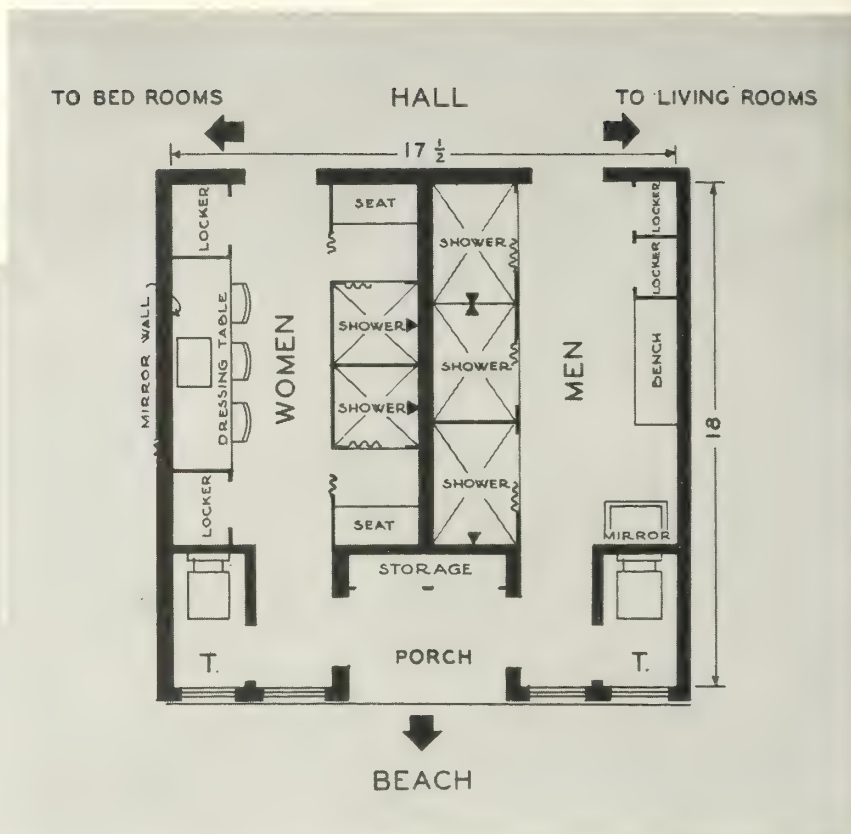 TO BED ROOMS
HALL
TO LIVING ROOMS
17 ½
LOCKER
SEAT
SHOWER
LOCKER
LOCKER
MIRROR WALL
DRESSING TABLE
WOMEN
SHOWER
SHOWER
SHOWER
MEN
BENCH
18
LOCKER
SEAT
SHOWER
MIRROR
STORAGE
T.
PORCH
T.
BEACH